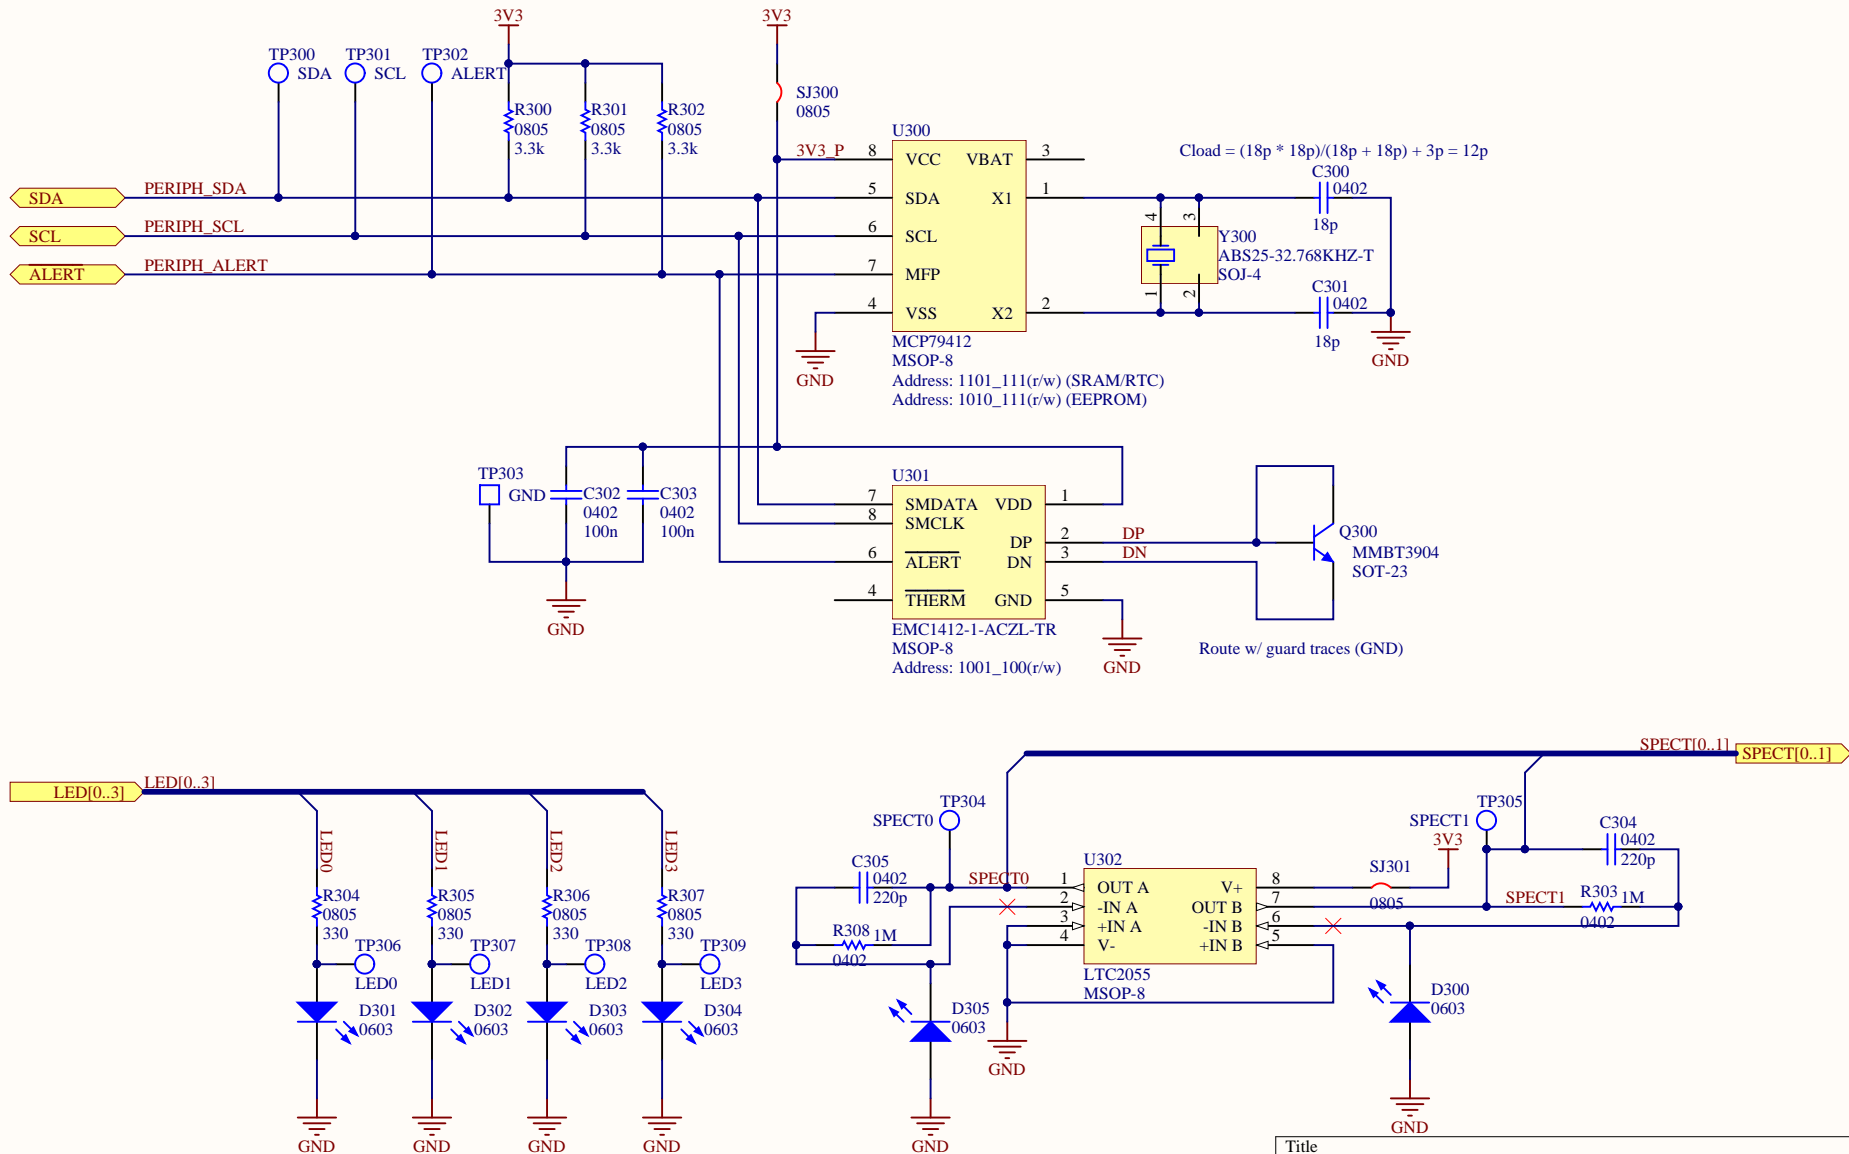 3V3
3V3
TP300
SDA
TP301
SCL
TP302
ALERT
R300
0805
3.3k
R301
0805
3.3k
R302
0805
3.3k
SJ300
0805
SDA
PERIPH_SDA
SCL
PERIPH_SCL
ALERT
PERIPH_ALERT
U300
3V3_P
8 VCC VBAT 3
5 SDA X1 1
6 SCL
7 MFP
4 VSS X2 2
MCP79412
MSOP-8
Address: 1101_111(r/w) (SRAM/RTC)
Address: 1010_111(r/w) (EEPROM)
GND
Cload = (18p * 18p)/(18p + 18p) + 3p = 12p
C300
0402
18p
4 3
Y300
ABS25-32.768KHZ-T
SOJ-4
1 2
C301
0402
18p
GND
TP303
GND
C302
0402
100n
C303
0402
100n
GND
U301
7 SMDATA VDD 1
8 SMCLK
DP 2 DP
6 ALERT DN 3 DN
4 THERM GND 5
EMC1412-1-ACZL-TR
MSOP-8
Address: 1001_100(r/w)
GND
Q300
MMBT3904
SOT-23
Route w/ guard traces (GND)
LED[0..3]
LED[0..3]
LED0
LED1
LED2
LED3
R304
0805
330
R305
0805
330
R306
0805
330
R307
0805
330
TP306
LED0
TP307
LED1
TP308
LED2
TP309
LED3
D301
0603
D302
0603
D303
0603
D304
0603
GND
GND
GND
GND
SPECT[0..1]
SPECT[0..1]
TP304
SPECT0
C305
0402
220p
SPECT0
R308 1M
0402
U302
1 OUT A V+ 8
2 -IN A OUT B 7
3 +IN A -IN B 6
4 V- +IN B 5
LTC2055
MSOP-8
D305
0603
GND
GND
TP305
SPECT1
3V3
SJ301
0805
C304
0402
220p
SPECT1
R303 1M
0402
D300
0603
GND
Title